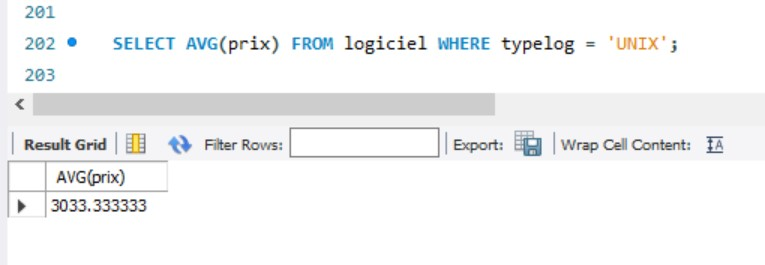 201
202 SELECT AVG(prix) FROM logiciel WHERE typelog = 'UNIX';
203
Result Grid Filter Rows: Export: Wrap Cell Content: IA
AVG(prix)
3033.333333